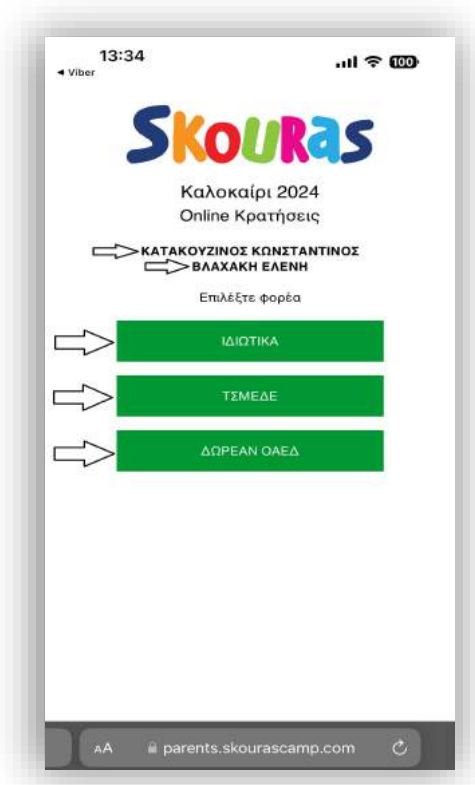 13:34
100
◄ Viber
SKOURas
Καλοκαίρι 2024
Online Κρατήσεις
ΚΑΤΑΚΟΥΖΙΝΟΣ ΚΩΝΣΤΑΝΤΙΝΟΣ
ΒΛΑΧΑΚΗ ΕΛΕΝΗ
Επιλέξτε φορέα
ΙΔΙΩΤΙΚΑ
ΤΣΜΕΔΕ
ΔΩΡΕΑΝ ΟΑΕΔ
AA parents.skourascamp.com